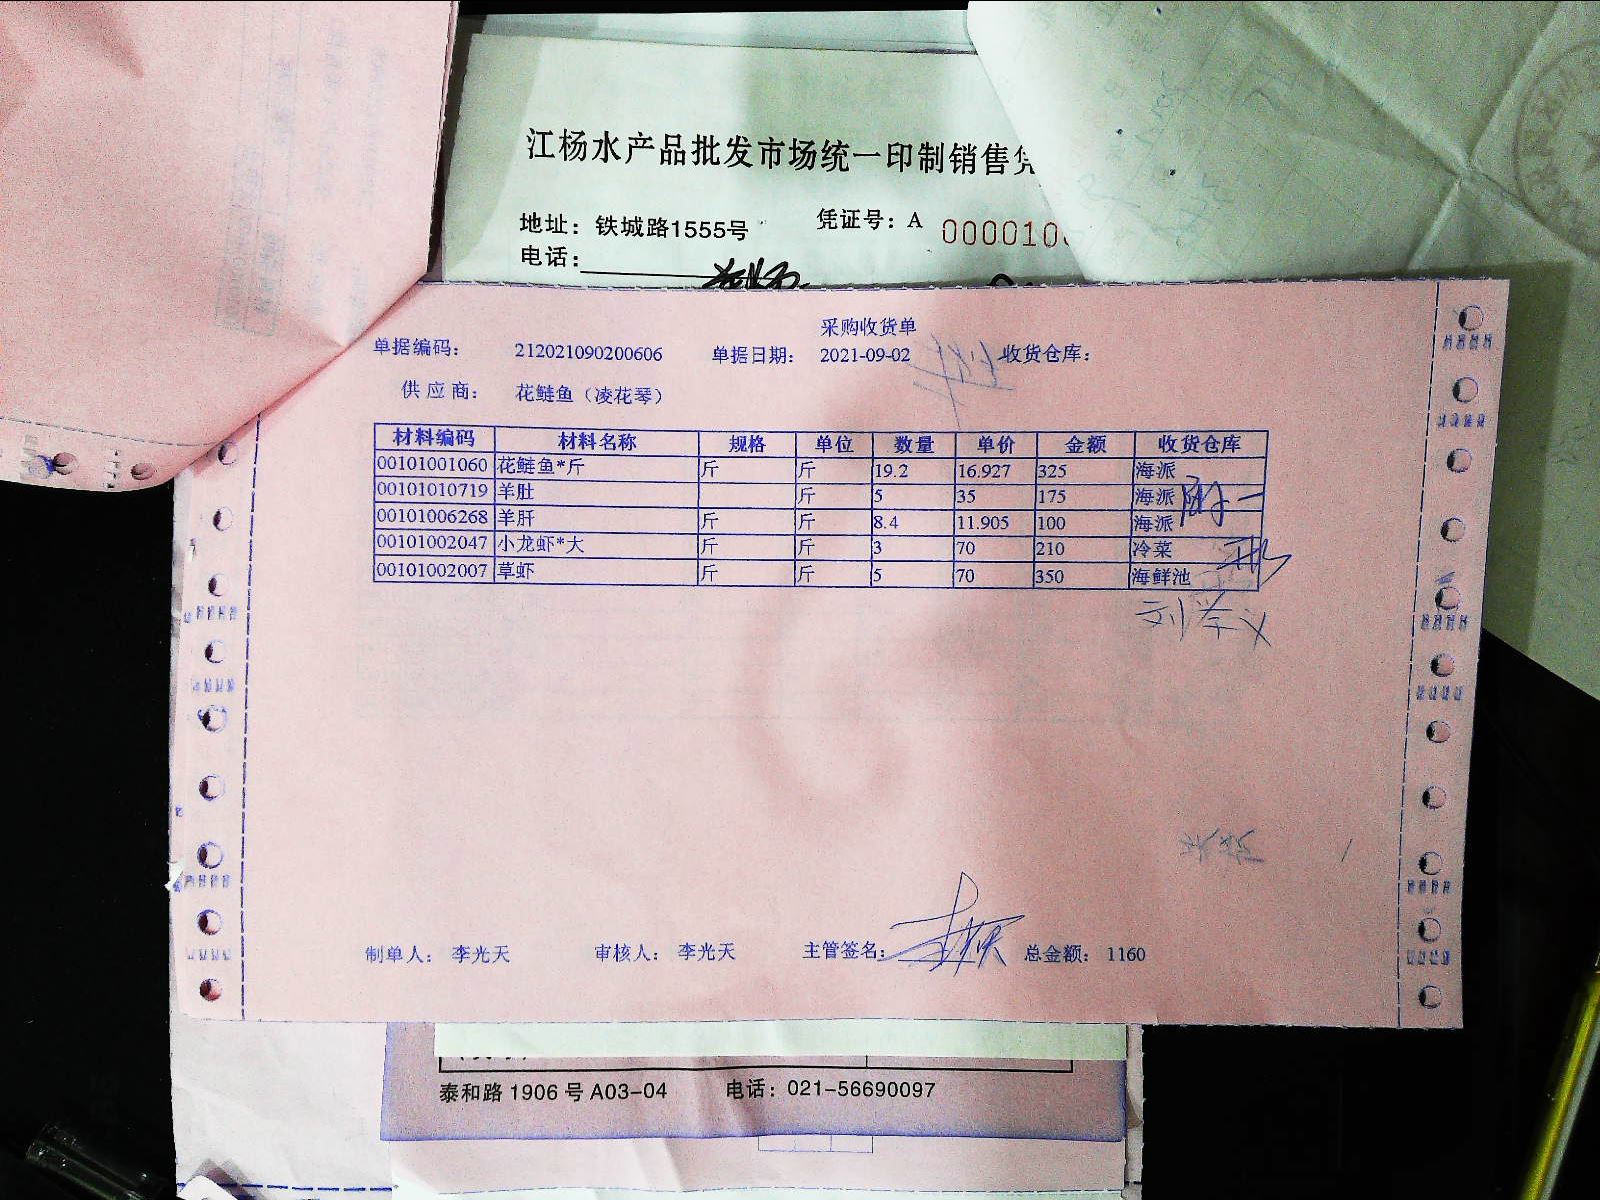 江杨水产品批发市场统一印制销售凭
地址：铁城路1555号 凭证号：A 000010
电话：
采购收货单
单据编码： 212021090200606 单据日期： 2021-09-02 收货仓库：
供 应 商： 花鲢鱼（凌花琴）
材料编码 材料名称 规格 单位 数量 单价 金额 收货仓库
00101001060 花鲢鱼*斤 斤 斤 19.2 16.927 325 海派
00101010719 羊肚 斤 5 35 175 海派
00101006268 羊肝 斤 斤 8.4 11.905 100 海派
00101002047 小龙虾*大 斤 斤 3 70 210 冷菜
00101002007 草虾 斤 斤 5 70 350 海鲜池
制单人： 李光天 审核人： 李光天 主管签名： 总金额： 1160
泰和路 1906 号 A03-04 电话：021-56690097